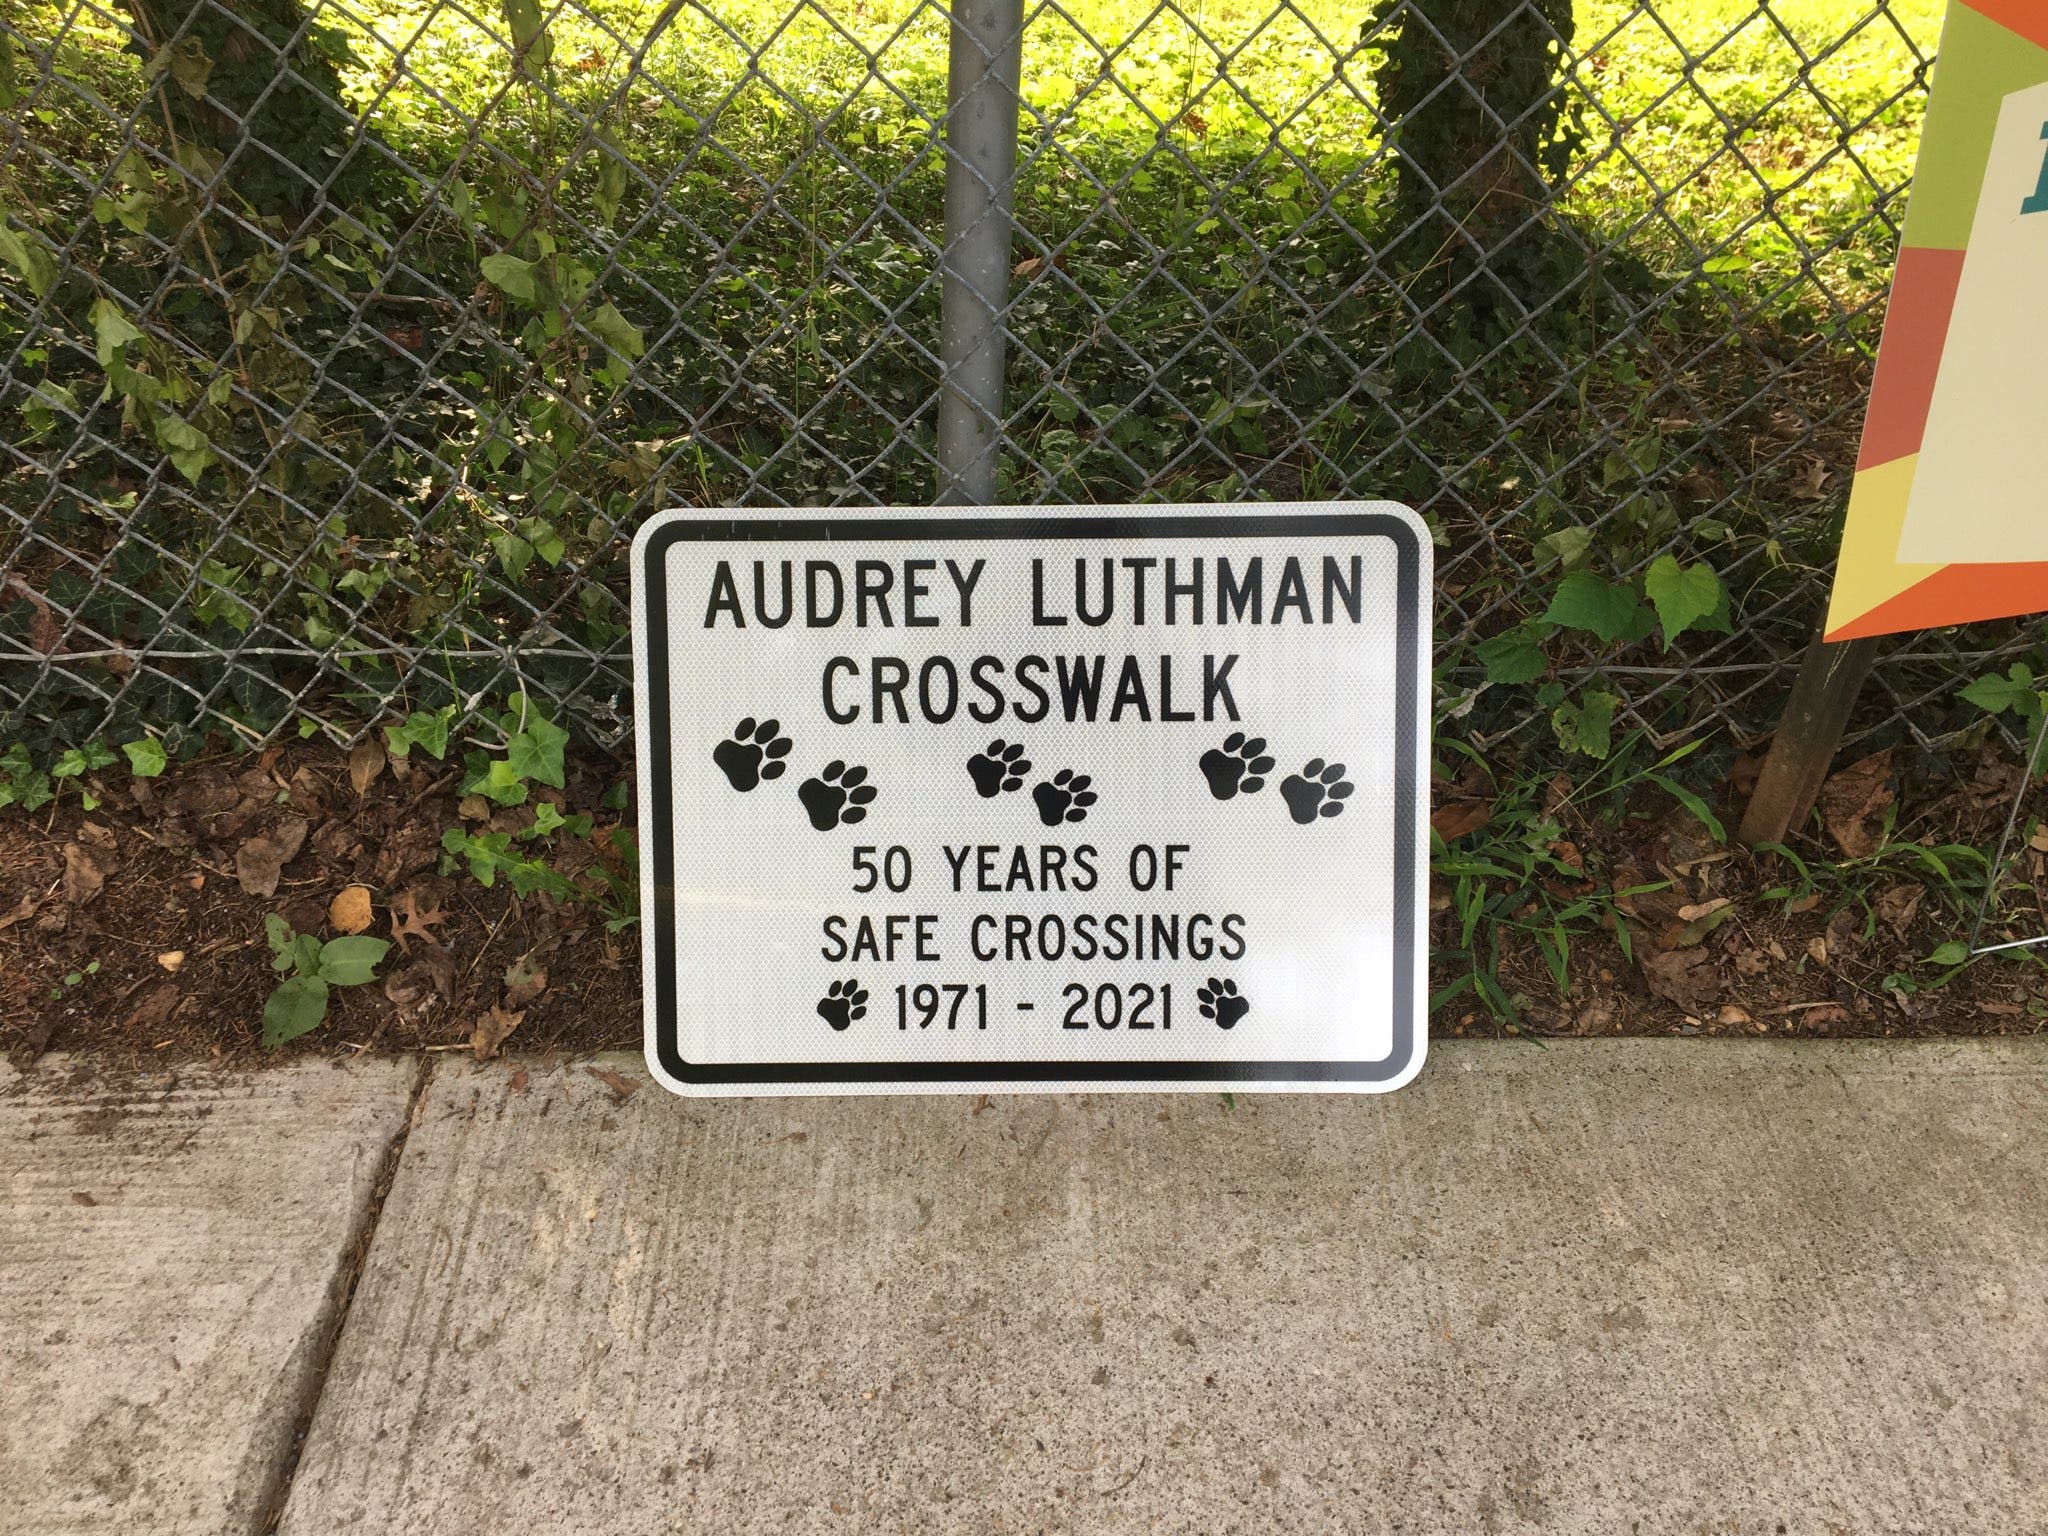 AUDREY LUTHMAN
CROSSWALK
50 YEARS OF
SAFE CROSSINGS
1971 - 2021